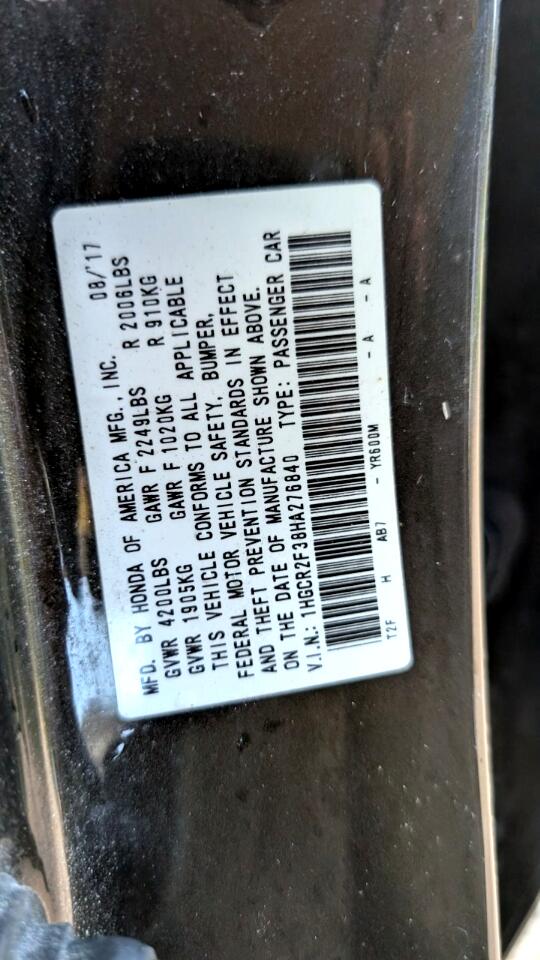 MFD. BY HONDA OF AMERICA MFG., INC. 08/'17
GVWR 4200LBS GAWR F 2249LBS R 2006LBS
GVWR 1905KG GAWR F 1020KG R 910KG
THIS VEHICLE CONFORMS TO ALL APPLICABLE
FEDERAL MOTOR VEHICLE SAFETY, BUMPER,
AND THEFT PREVENTION STANDARDS IN EFFECT
ON THE DATE OF MANUFACTURE SHOWN ABOVE.
V.I.N.: 1HGCR2F38HA276840 TYPE: PASSENGER CAR
T2F H AB7 - YR600M - A - A